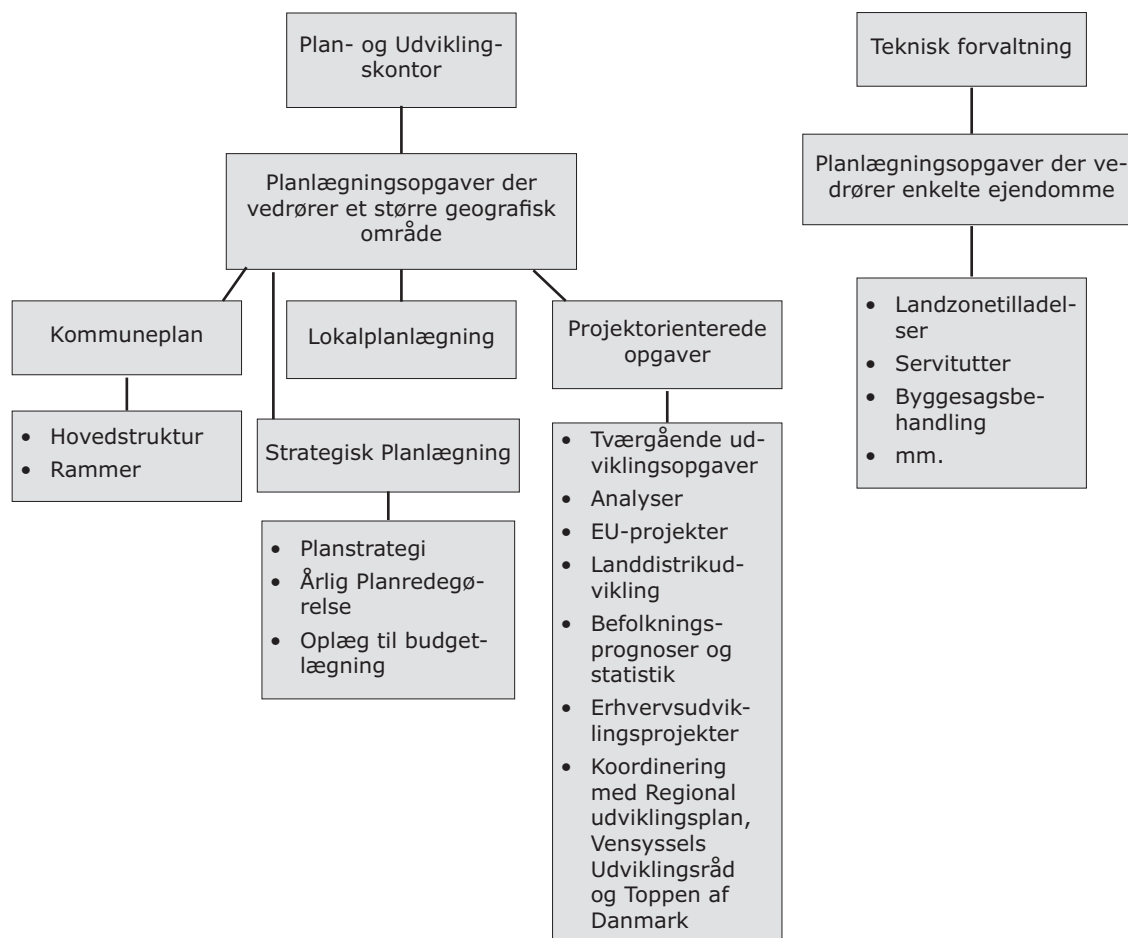 Plan- og Udvikling-
skontor
Planlægningsopgaver der
vedrører et større geografisk
område
Kommuneplan
• Hovedstruktur
• Rammer
Lokalplanlægning
Strategisk Planlægning
• Planstrategi
• Årlig Planredegø-
relse
• Oplæg til budget-
lægning
Projektorienterede
opgaver
• Tværgående ud-
viklingsopgaver
• Analyser
• EU-projekter
• Landdistrikud-
vikling
• Befolknings-
prognoser og
statistik
• Erhvervsudvik-
lingsprojekter
• Koordinering
med Regional
udviklingsplan,
Vensyssels
Udviklingsråd
og Toppen af
Danmark
Teknisk forvaltning
Planlægningsopgaver der ve-
drører enkelte ejendomme
• Landzonetilladel-
ser
• Servitutter
• Byggesagsbe-
handling
• mm.